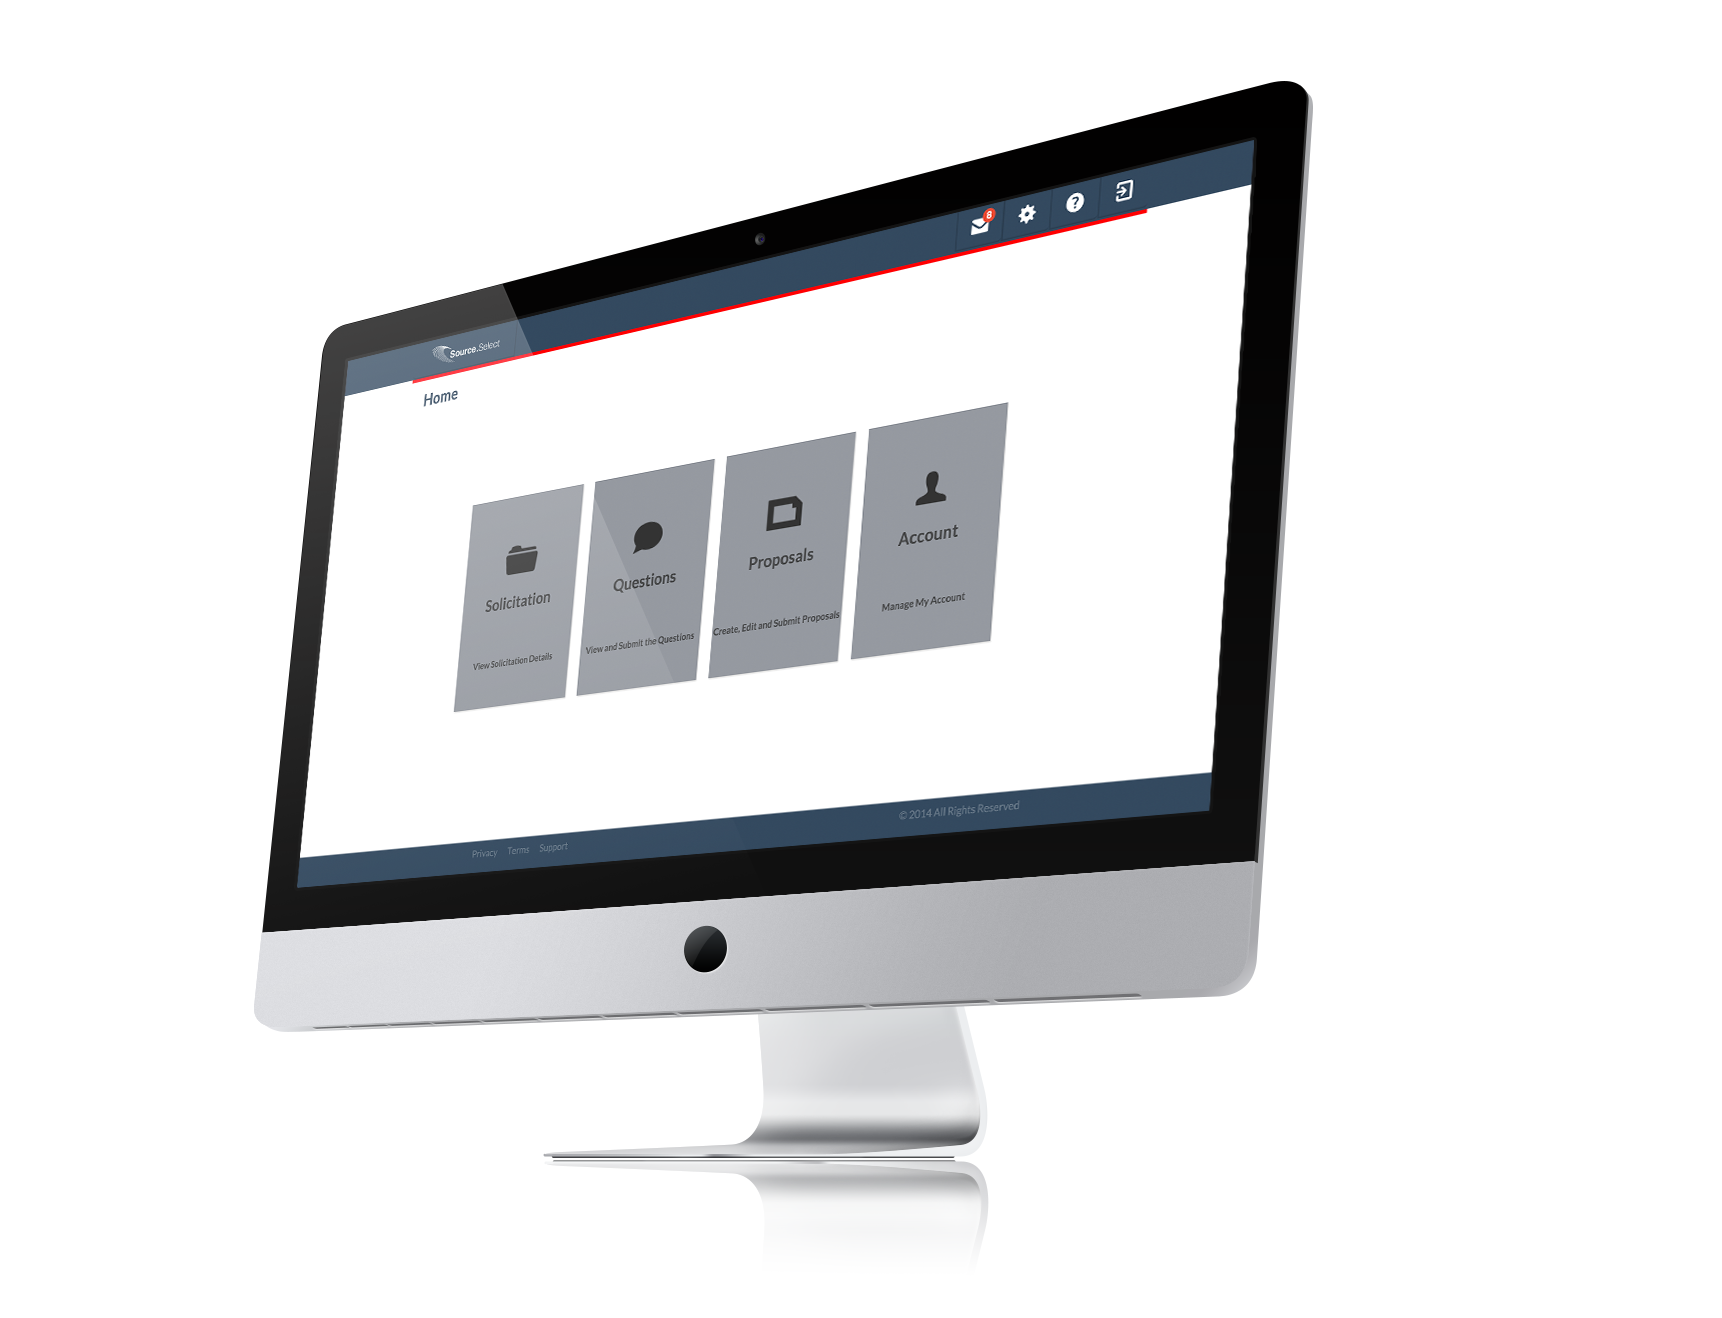 8
Source.Select
Home
Solicitation
View Solicitation Details
Questions
View and Submit the Questions
Proposals
Create, Edit and Submit Proposals
Account
Manage My Account
Privacy Terms Support
© 2014 All Rights Reserved